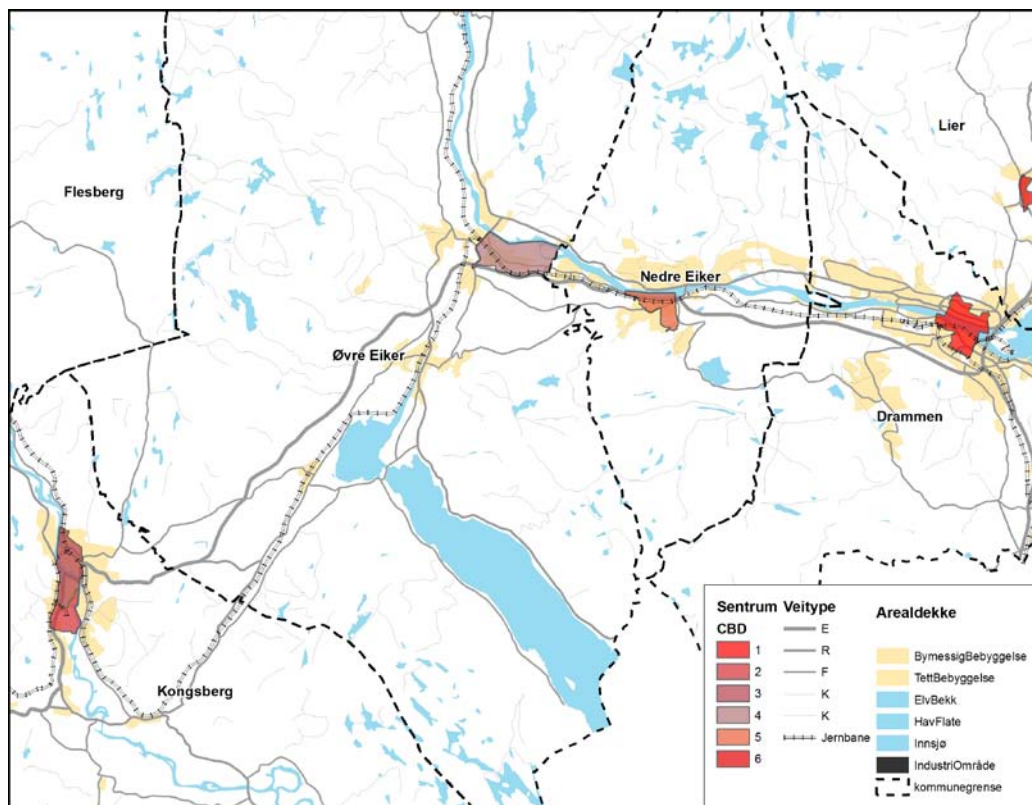 Lier
Flesberg
Nedre Eiker
Øvre Eiker
Drammen
Kongsberg
Sentrum
CBD
1
2
3
4
5
6
Veitype
E
R
F
K
K
Jernbane
Arealdekke
BymessigBebyggelse
TettBebyggelse
ElvBekk
HavFlate
Innsjø
IndustriOmråde
kommunegrense